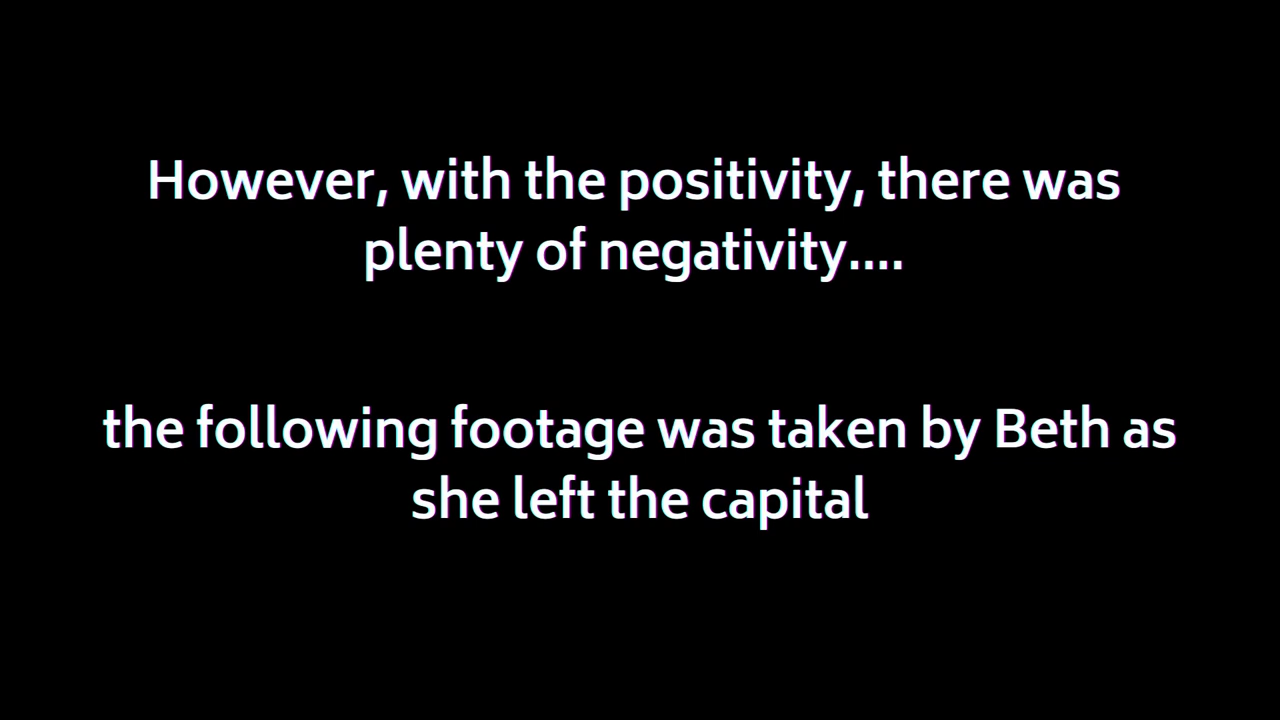 However, with the positivity, there was
plenty of negativity....
the following footage was taken by Beth as
she left the capital